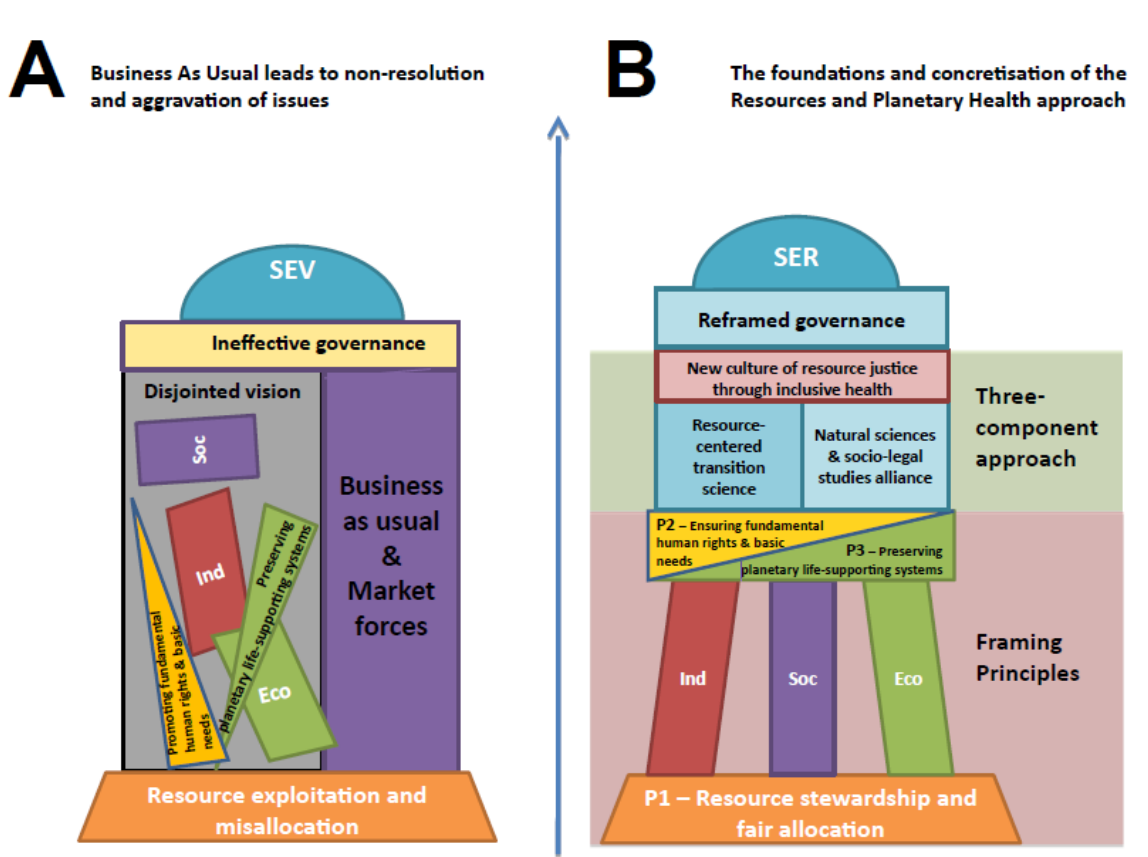 A
Business As Usual leads to non-resolution
and aggravation of issues
SEV
Ineffective governance
Disjointed vision
Soc
Ind
Preserving
planetary life-supporting systems
Eco
Promoting fundamental
human rights & basic
needs
Business
as usual
&
Market
forces
Resource exploitation and
misallocation
B
The foundations and concretisation of the
Resources and Planetary Health approach
SER
Reframed governance
New culture of resource justice
through inclusive health
Resource-
centered
transition
science
Natural sciences
& socio-legal
studies alliance
Three-
component
approach
P2 – Ensuring fundamental
human rights & basic
needs
P3 – Preserving
planetary life-supporting systems
Ind
Soc
Eco
Framing
Principles
P1 – Resource stewardship and
fair allocation